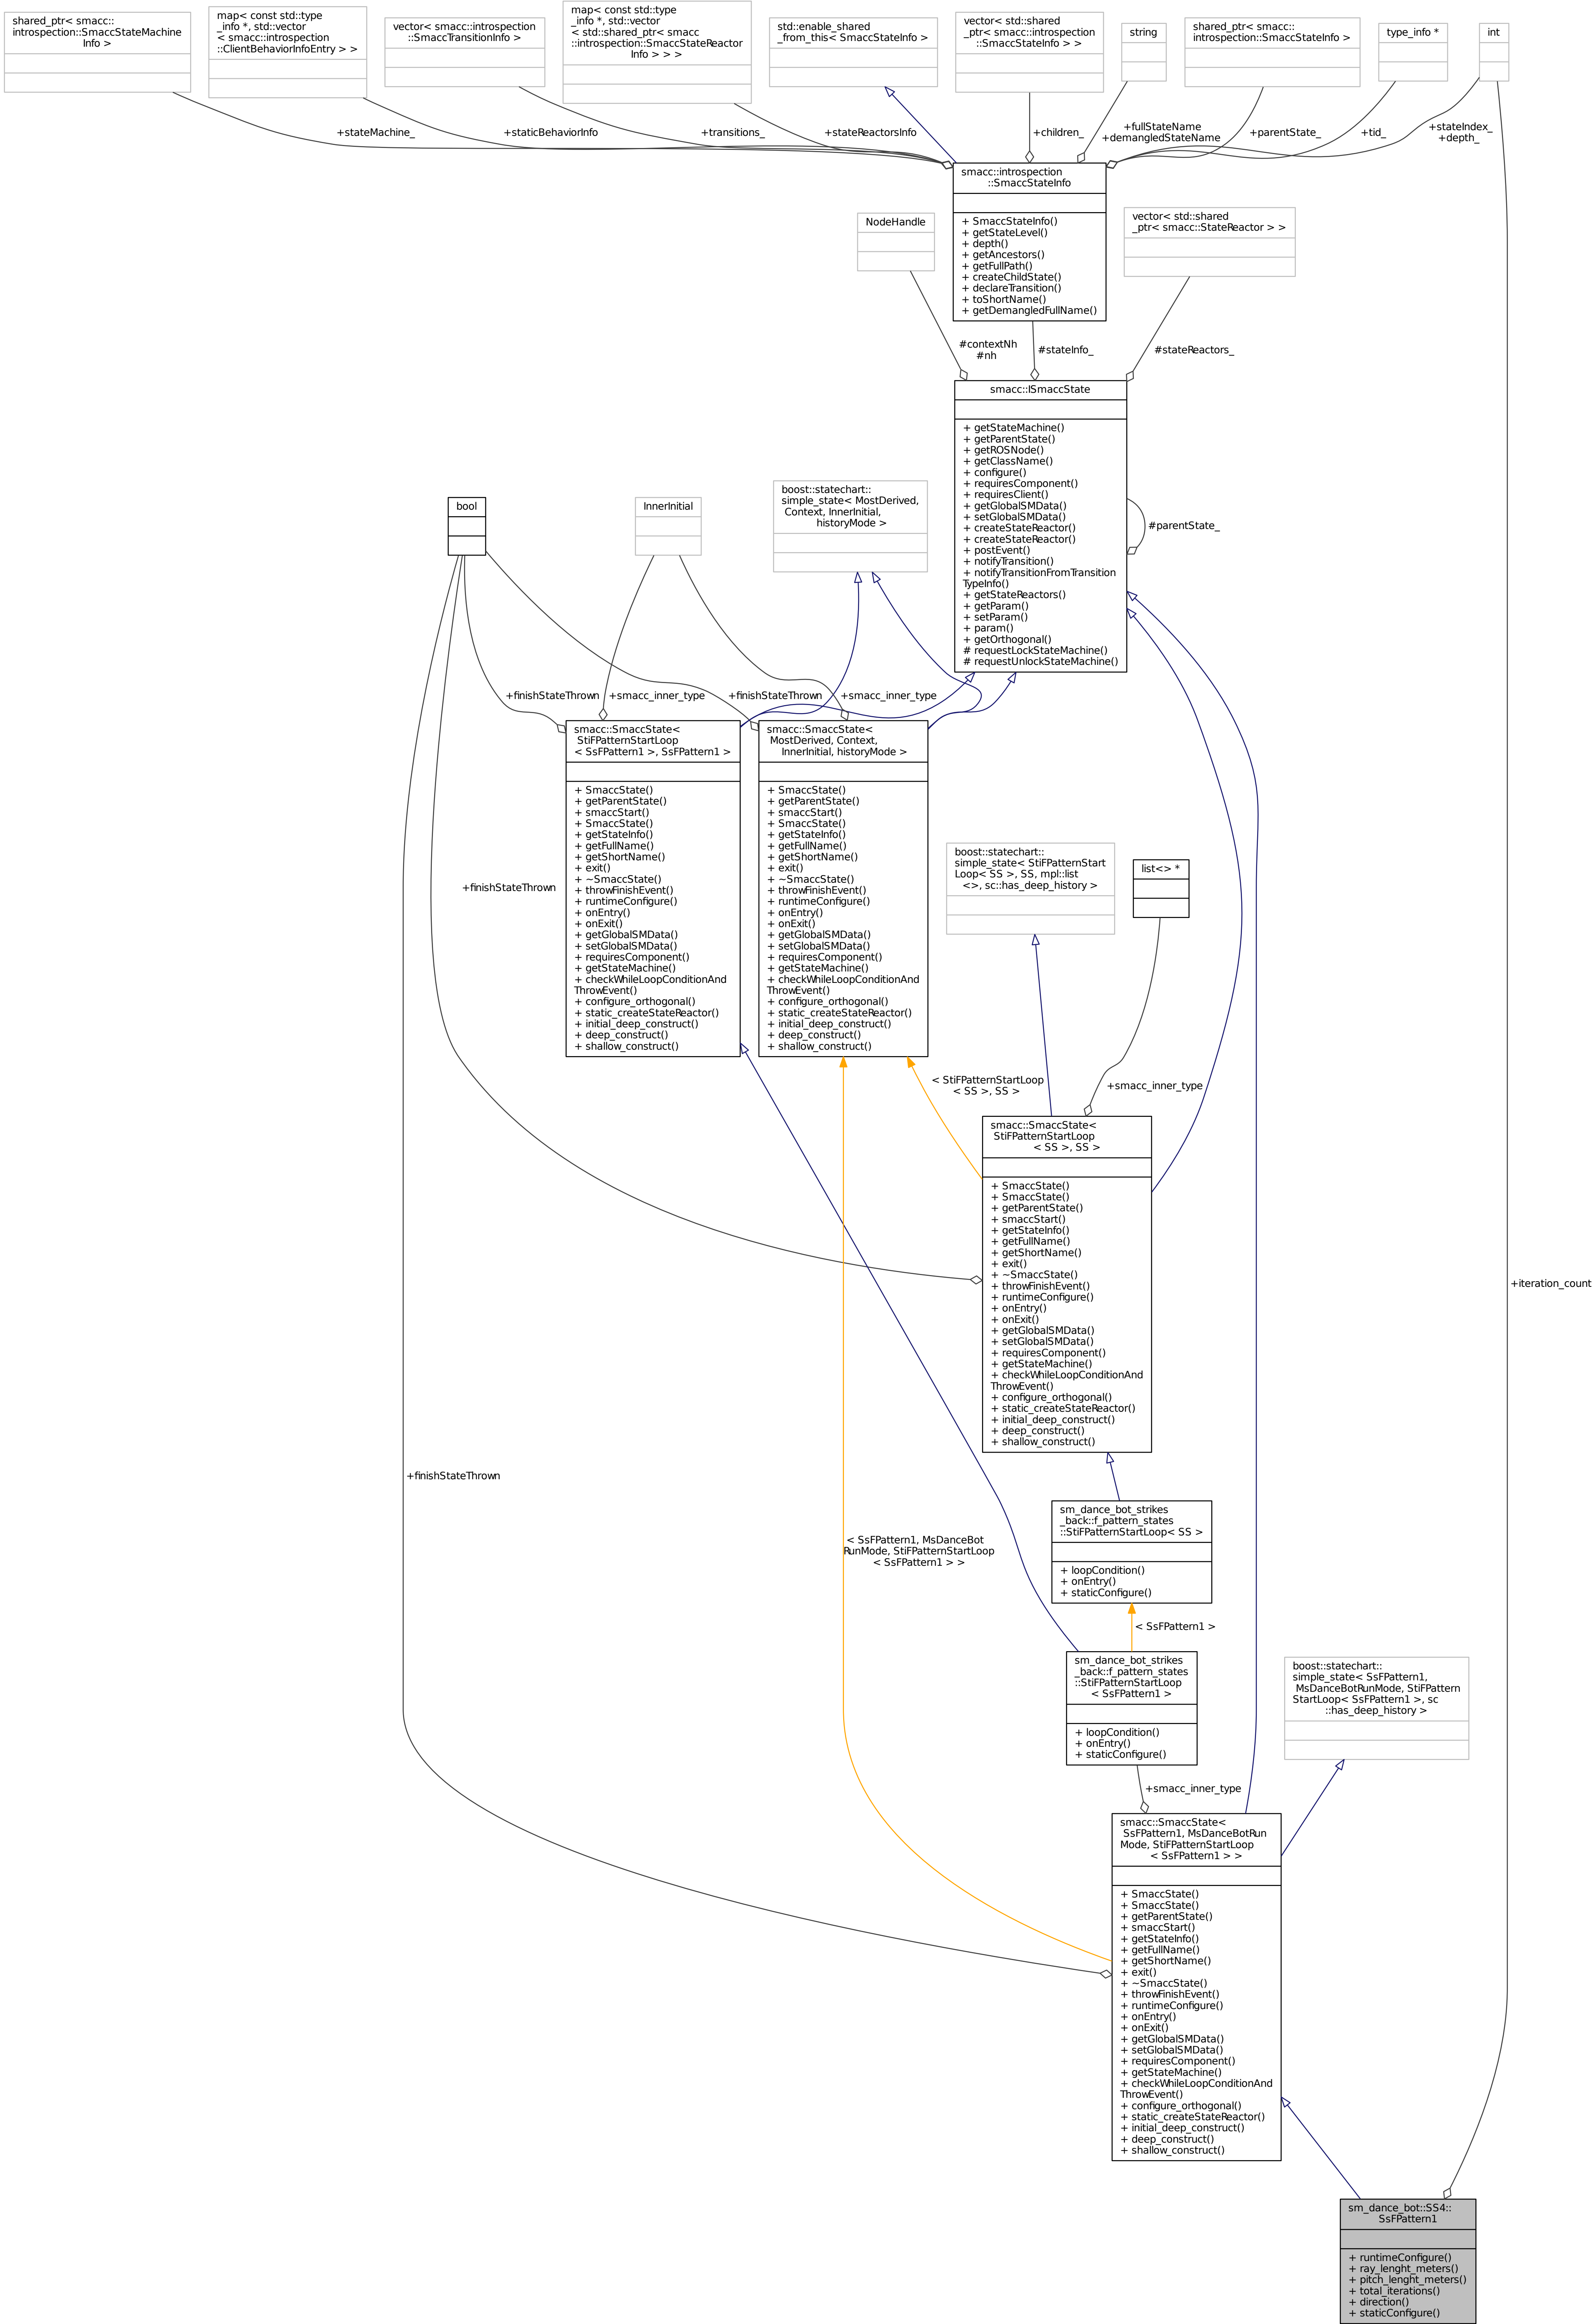 shared_ptr< smacc::
introspection::SmaccStateMachine
Info >
map< const std::type
_info *, std::vector
< smacc::introspection
::ClientBehaviorInfoEntry > >
vector< smacc::introspection
::SmaccTransitionInfo >
map< const std::type
_info *, std::vector
< std::shared_ptr< smacc
::introspection::SmaccStateReactor
Info > > >
std::enable_shared
_from_this< SmaccStateInfo >
vector< std::shared
_ptr< smacc::introspection
::SmaccStateInfo > >
string
shared_ptr< smacc::
introspection::SmaccStateInfo >
type_info *
int
+stateMachine_
+staticBehaviorInfo
+transitions_
+stateReactorsInfo
+children_
+fullStateName
+demangledStateName
+parentState_
+tid_
+stateIndex_
+depth_
smacc::introspection
::SmaccStateInfo
+ SmaccStateInfo()
+ getStateLevel()
+ depth()
+ getAncestors()
+ getFullPath()
+ createChildState()
+ declareTransition()
+ toShortName()
+ getDemangledFullName()
NodeHandle
vector< std::shared
_ptr< smacc::StateReactor > >
#contextNh
#nh
#stateInfo_
#stateReactors_
smacc::ISmaccState
+ getStateMachine()
+ getParentState()
+ getROSNode()
+ getClassName()
+ configure()
+ requiresComponent()
+ requiresClient()
+ getGlobalSMData()
+ setGlobalSMData()
+ createStateReactor()
+ createStateReactor()
+ postEvent()
+ notifyTransition()
+ notifyTransitionFromTransition
TypeInfo()
+ getStateReactors()
+ getParam()
+ setParam()
+ param()
+ getOrthogonal()
# requestLockStateMachine()
# requestUnlockStateMachine()
#parentState_
bool
InnerInitial
boost::statechart::
simple_state< MostDerived,
Context, InnerInitial,
historyMode >
+finishStateThrown
+smacc_inner_type
+finishStateThrown
+smacc_inner_type
smacc::SmaccState<
StiFPatternStartLoop
< SsFPattern1 >, SsFPattern1 >
+ SmaccState()
+ getParentState()
+ smaccStart()
+ SmaccState()
+ getStateInfo()
+ getFullName()
+ getShortName()
+ exit()
+ ~SmaccState()
+ throwFinishEvent()
+ runtimeConfigure()
+ onEntry()
+ onExit()
+ getGlobalSMData()
+ setGlobalSMData()
+ requiresComponent()
+ getStateMachine()
+ checkWhileLoopConditionAnd
ThrowEvent()
+ configure_orthogonal()
+ static_createStateReactor()
+ initial_deep_construct()
+ deep_construct()
+ shallow_construct()
smacc::SmaccState<
MostDerived, Context,
InnerInitial, historyMode >
+ SmaccState()
+ getParentState()
+ smaccStart()
+ SmaccState()
+ getStateInfo()
+ getFullName()
+ getShortName()
+ exit()
+ ~SmaccState()
+ throwFinishEvent()
+ runtimeConfigure()
+ onEntry()
+ onExit()
+ getGlobalSMData()
+ setGlobalSMData()
+ requiresComponent()
+ getStateMachine()
+ checkWhileLoopConditionAnd
ThrowEvent()
+ configure_orthogonal()
+ static_createStateReactor()
+ initial_deep_construct()
+ deep_construct()
+ shallow_construct()
+finishStateThrown
boost::statechart::
simple_state< StiFPatternStart
Loop< SS >, SS, mpl::list
<>, sc::has_deep_history >
list<> *
< StiFPatternStartLoop
< SS >, SS >
+smacc_inner_type
smacc::SmaccState<
StiFPatternStartLoop
< SS >, SS >
+ SmaccState()
+ SmaccState()
+ getParentState()
+ smaccStart()
+ getStateInfo()
+ getFullName()
+ getShortName()
+ exit()
+ ~SmaccState()
+ throwFinishEvent()
+ runtimeConfigure()
+ onEntry()
+ onExit()
+ getGlobalSMData()
+ setGlobalSMData()
+ requiresComponent()
+ getStateMachine()
+ checkWhileLoopConditionAnd
ThrowEvent()
+ configure_orthogonal()
+ static_createStateReactor()
+ initial_deep_construct()
+ deep_construct()
+ shallow_construct()
+iteration_count
+finishStateThrown
sm_dance_bot_strikes
_back::f_pattern_states
::StiFPatternStartLoop< SS >
+ loopCondition()
+ onEntry()
+ staticConfigure()
< SsFPattern1, MsDanceBot
RunMode, StiFPatternStartLoop
< SsFPattern1 > >
< SsFPattern1 >
sm_dance_bot_strikes
_back::f_pattern_states
::StiFPatternStartLoop
< SsFPattern1 >
+ loopCondition()
+ onEntry()
+ staticConfigure()
boost::statechart::
simple_state< SsFPattern1,
MsDanceBotRunMode, StiFPattern
StartLoop< SsFPattern1 >, sc
::has_deep_history >
+smacc_inner_type
smacc::SmaccState<
SsFPattern1, MsDanceBotRun
Mode, StiFPatternStartLoop
< SsFPattern1 > >
+ SmaccState()
+ SmaccState()
+ getParentState()
+ smaccStart()
+ getStateInfo()
+ getFullName()
+ getShortName()
+ exit()
+ ~SmaccState()
+ throwFinishEvent()
+ runtimeConfigure()
+ onEntry()
+ onExit()
+ getGlobalSMData()
+ setGlobalSMData()
+ requiresComponent()
+ getStateMachine()
+ checkWhileLoopConditionAnd
ThrowEvent()
+ configure_orthogonal()
+ static_createStateReactor()
+ initial_deep_construct()
+ deep_construct()
+ shallow_construct()
sm_dance_bot::SS4::
SsFPattern1
+ runtimeConfigure()
+ ray_lenght_meters()
+ pitch_lenght_meters()
+ total_iterations()
+ direction()
+ staticConfigure()